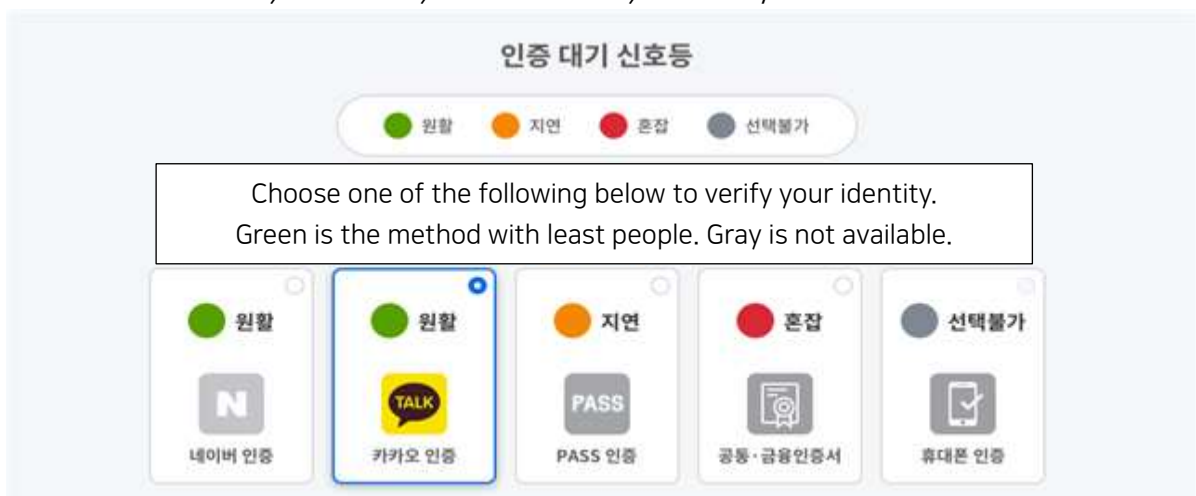 인증 대기 신호등
원활 지연 혼잡 선택불가
Choose one of the following below to verify your identity.
Green is the method with least people. Gray is not available.
원활 원활 지연 혼잡 선택불가
N TALK PASS
네이버 인증 카카오 인증 PASS 인증 공동·금융인증서 휴대폰 인증